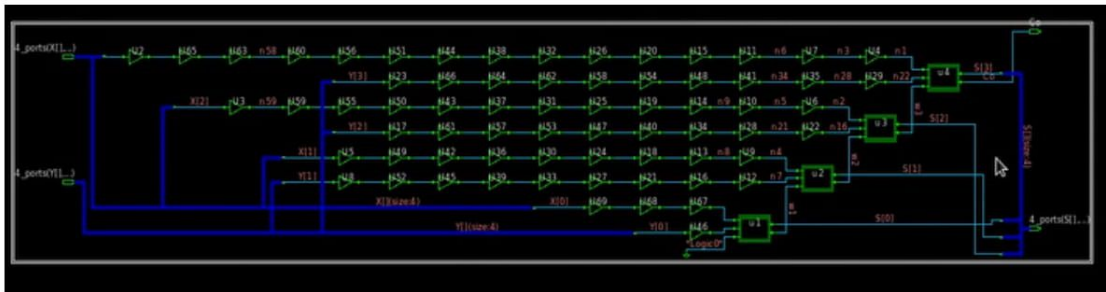 Co
4_ports(X[]...)
U2 U65 U63 n58 U60 U56 U51 U44 U38 U32 U26 U20 U15 U11 n6 U7 n3 U4 n1
u4 S[3]
Co
Y[3] U23 U66 U64 U62 U58 U54 U48 U41 n34 U35 n28 U29 n22
X[2] U3 n59 U59 U55 U50 U43 U37 U31 U25 U19 U14 n9 U10 n5 U6 n2
u3 S[2]
Y[2] U17 U61 U57 U53 U47 U40 U34 U28 n21 U22 n16
X[1] U5 U49 U42 U36 U30 U24 U18 U13 n8 U9 n4
S[](size:4)
4_ports(Y[]...)
u2 S[1]
Y[1] U8 U52 U45 U39 U33 U27 U21 U16 U12 n7
X[](size:4) X[0] U69 U68 U67
u1 S[0]
4_ports(S[]...)
Y[](size:4) Y[0] U46
*Logic0*